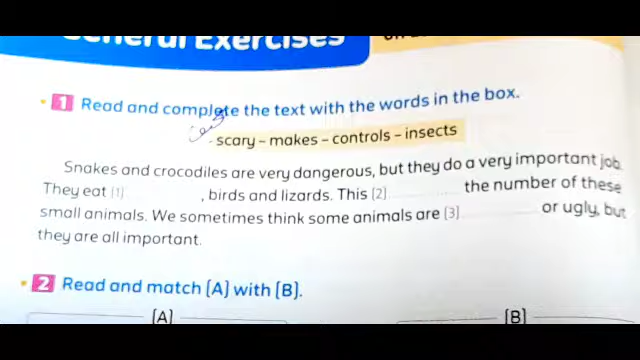 General Exercises
1 Read and complete the text with the words in the box.
scary – makes – controls – insects
Snakes and crocodiles are very dangerous, but they do a very important job.
They eat (1) , birds and lizards. This (2) the number of these
small animals. We sometimes think some animals are (3) or ugly, but
they are all important.
2 Read and match (A) with (B).
(A) (B)